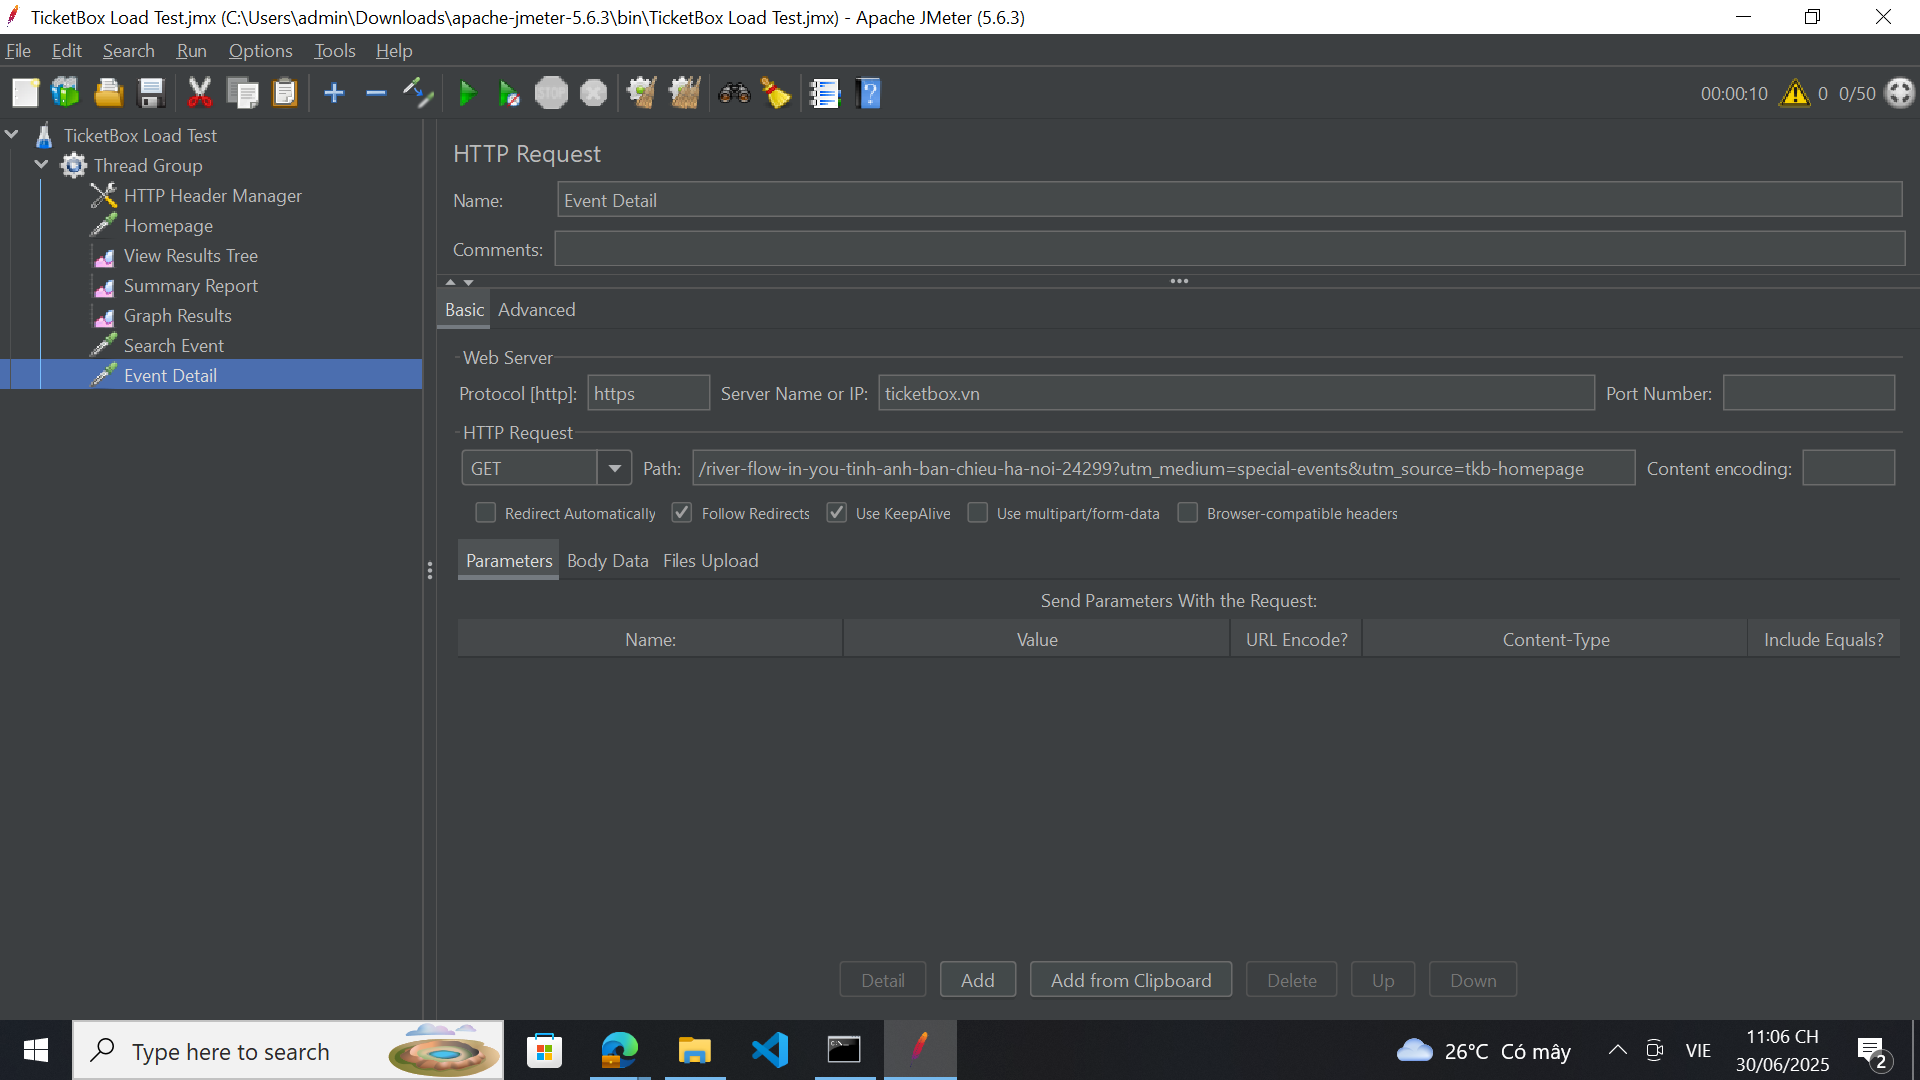 TicketBox Load Test.jmx (C:\Users\admin\Downloads\apache-jmeter-5.6.3\bin\TicketBox Load Test.jmx) - Apache JMeter (5.6.3)
File Edit Search Run Options Tools Help
STOP
00:00:10 0 0/50
TicketBox Load Test
Thread Group
HTTP Header Manager
Homepage
View Results Tree
Summary Report
Graph Results
Search Event
Event Detail
HTTP Request
Name: Event Detail
Comments:
Basic Advanced
Web Server
Protocol [http]: https Server Name or IP: ticketbox.vn Port Number:
HTTP Request
GET Path: /river-flow-in-you-tinh-anh-ban-chieu-ha-noi-24299?utm_medium=special-events&utm_source=tkb-homepage Content encoding:
Redirect Automatically Follow Redirects Use KeepAlive Use multipart/form-data Browser-compatible headers
Parameters Body Data Files Upload
Send Parameters With the Request:
Name: Value URL Encode? Content-Type Include Equals?
Detail Add Add from Clipboard Delete Up Down
Type here to search
26°C Có mây VIE
11:06 CH
30/06/2025
2